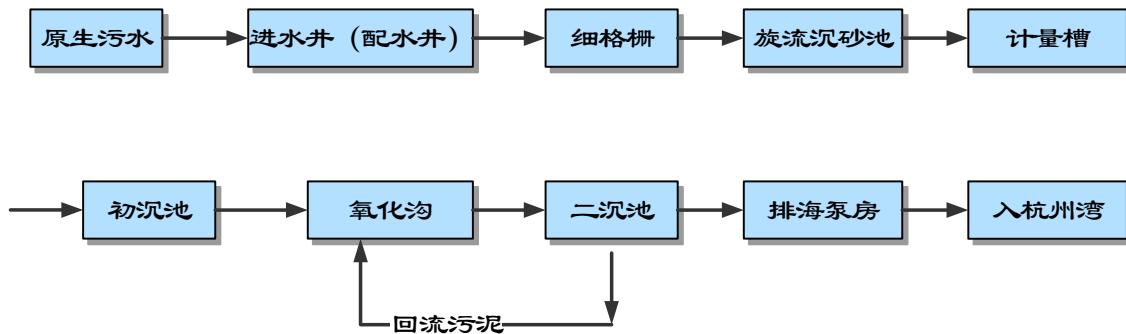 原生污水
进水井（配水井）
细格栅
旋流沉砂池
计量槽
初沉池
氧化沟
二沉池
排海泵房
入杭州湾
回流污泥